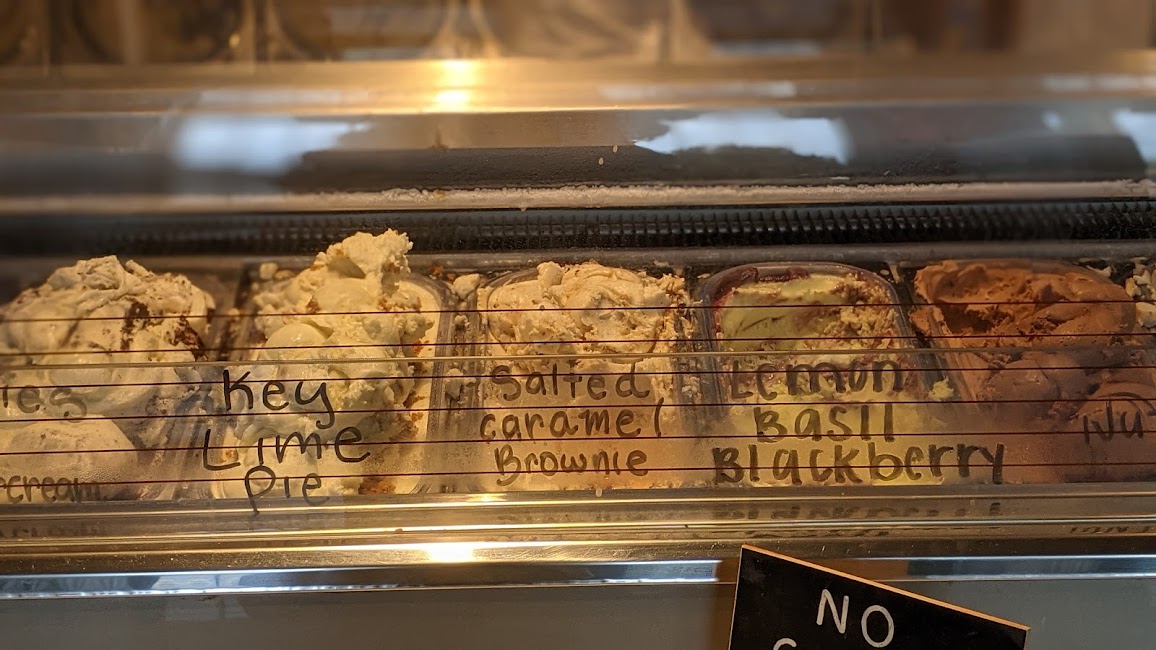 Key
Lime
Pie
Salted
caramel
Brownie
Lemon
Basil
Blackberry
NO